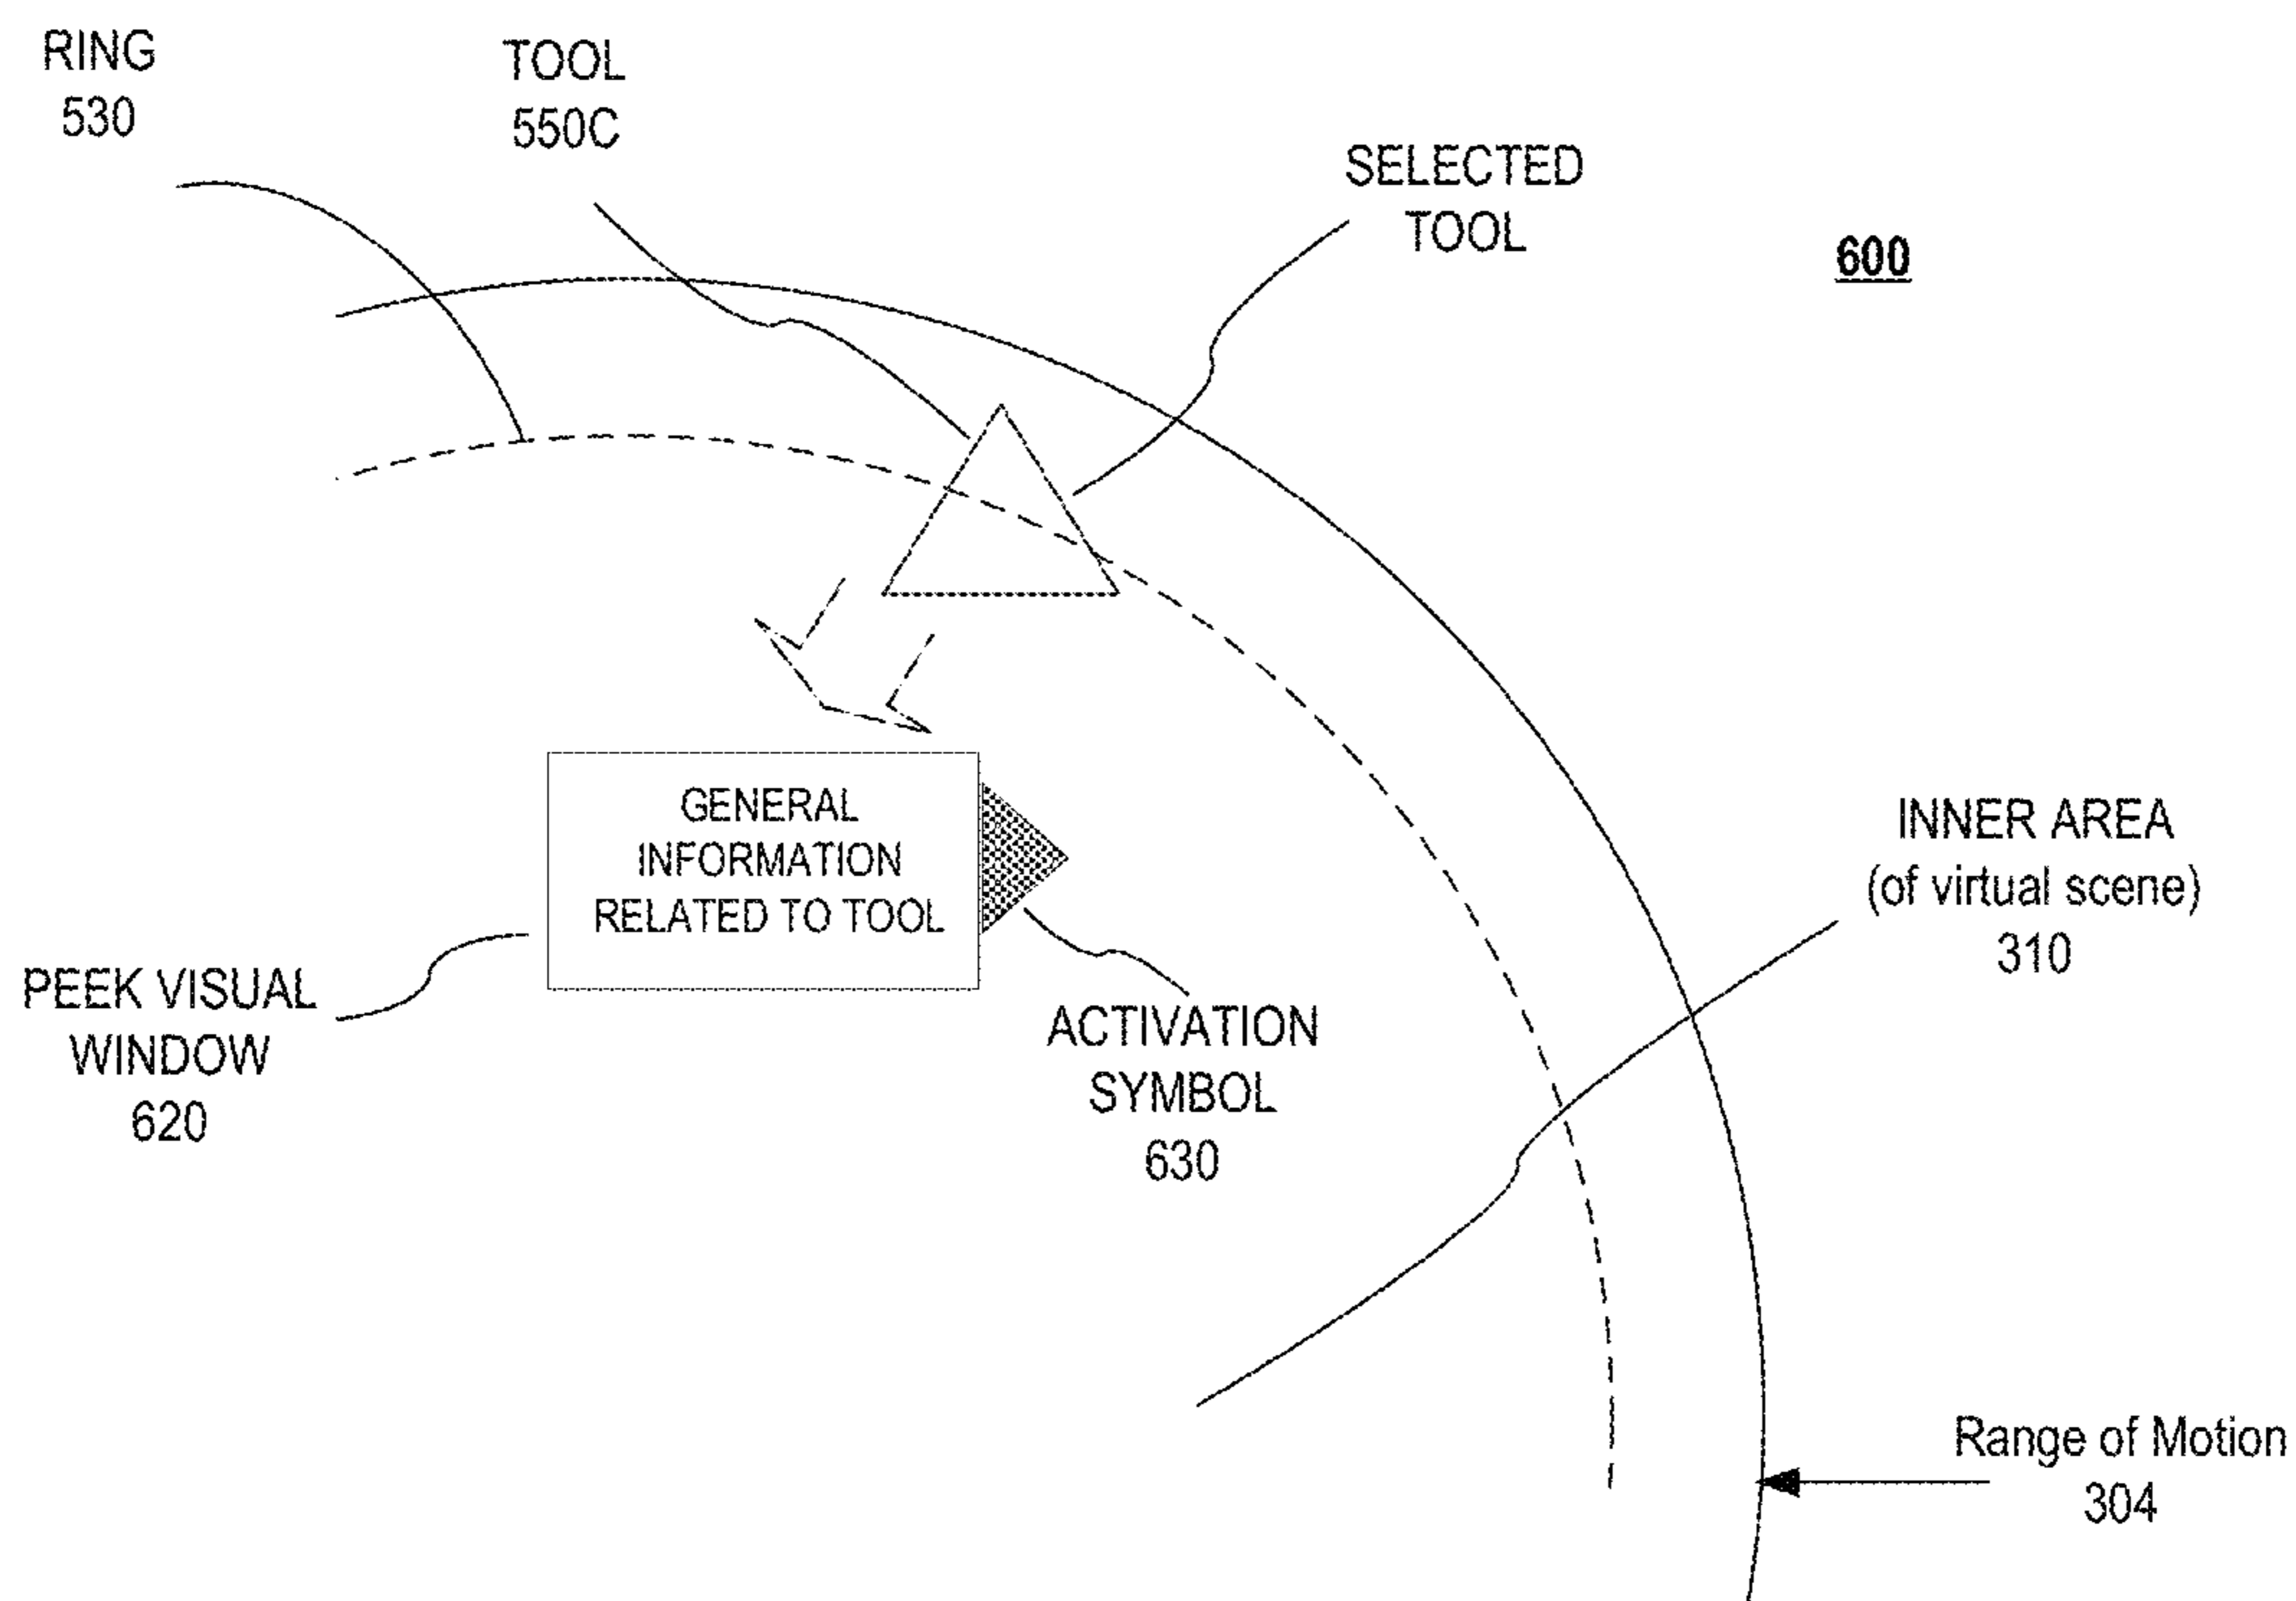 RING
530
TOOL
550C
SELECTED
TOOL
600
GENERAL
INFORMATION
RELATED TO TOOL
INNER AREA
(of virtual scene)
310
PEEK VISUAL
WINDOW
620
ACTIVATION
SYMBOL
630
Range of Motion
304